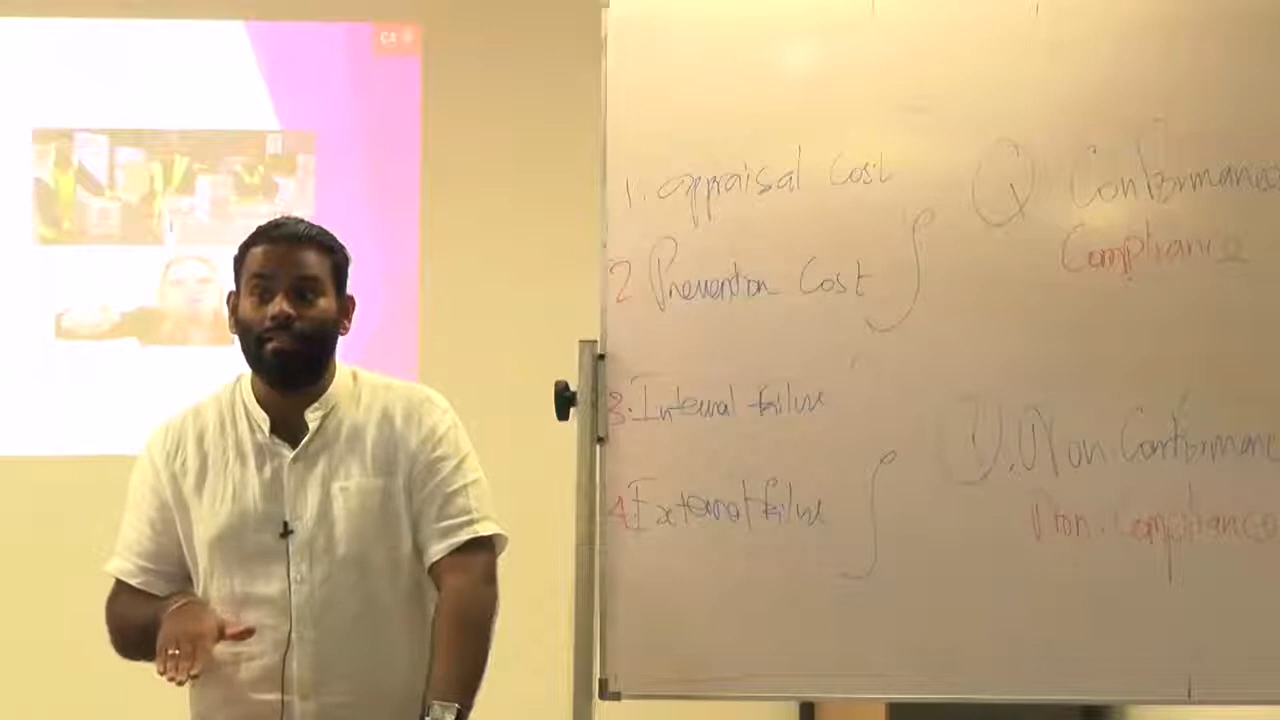 1. appraisal Cost
2 Prevention Cost
Conformance
Compliance
3. Internal failure
4 External failure
Non Conformance
Non. Compliance